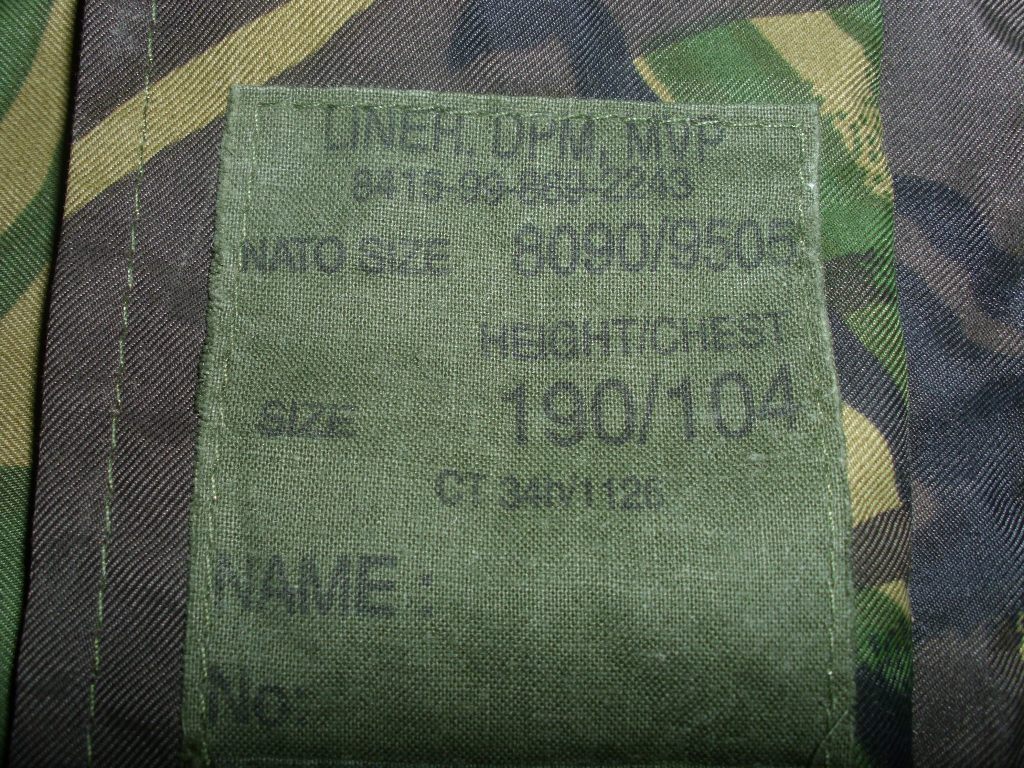 LINER, DPM, MVP
8415-99-869-2243
NATO SIZE 8090/9505
HEIGHT/CHEST
SIZE 190/104
CT 34b/1126
NAME :
No: